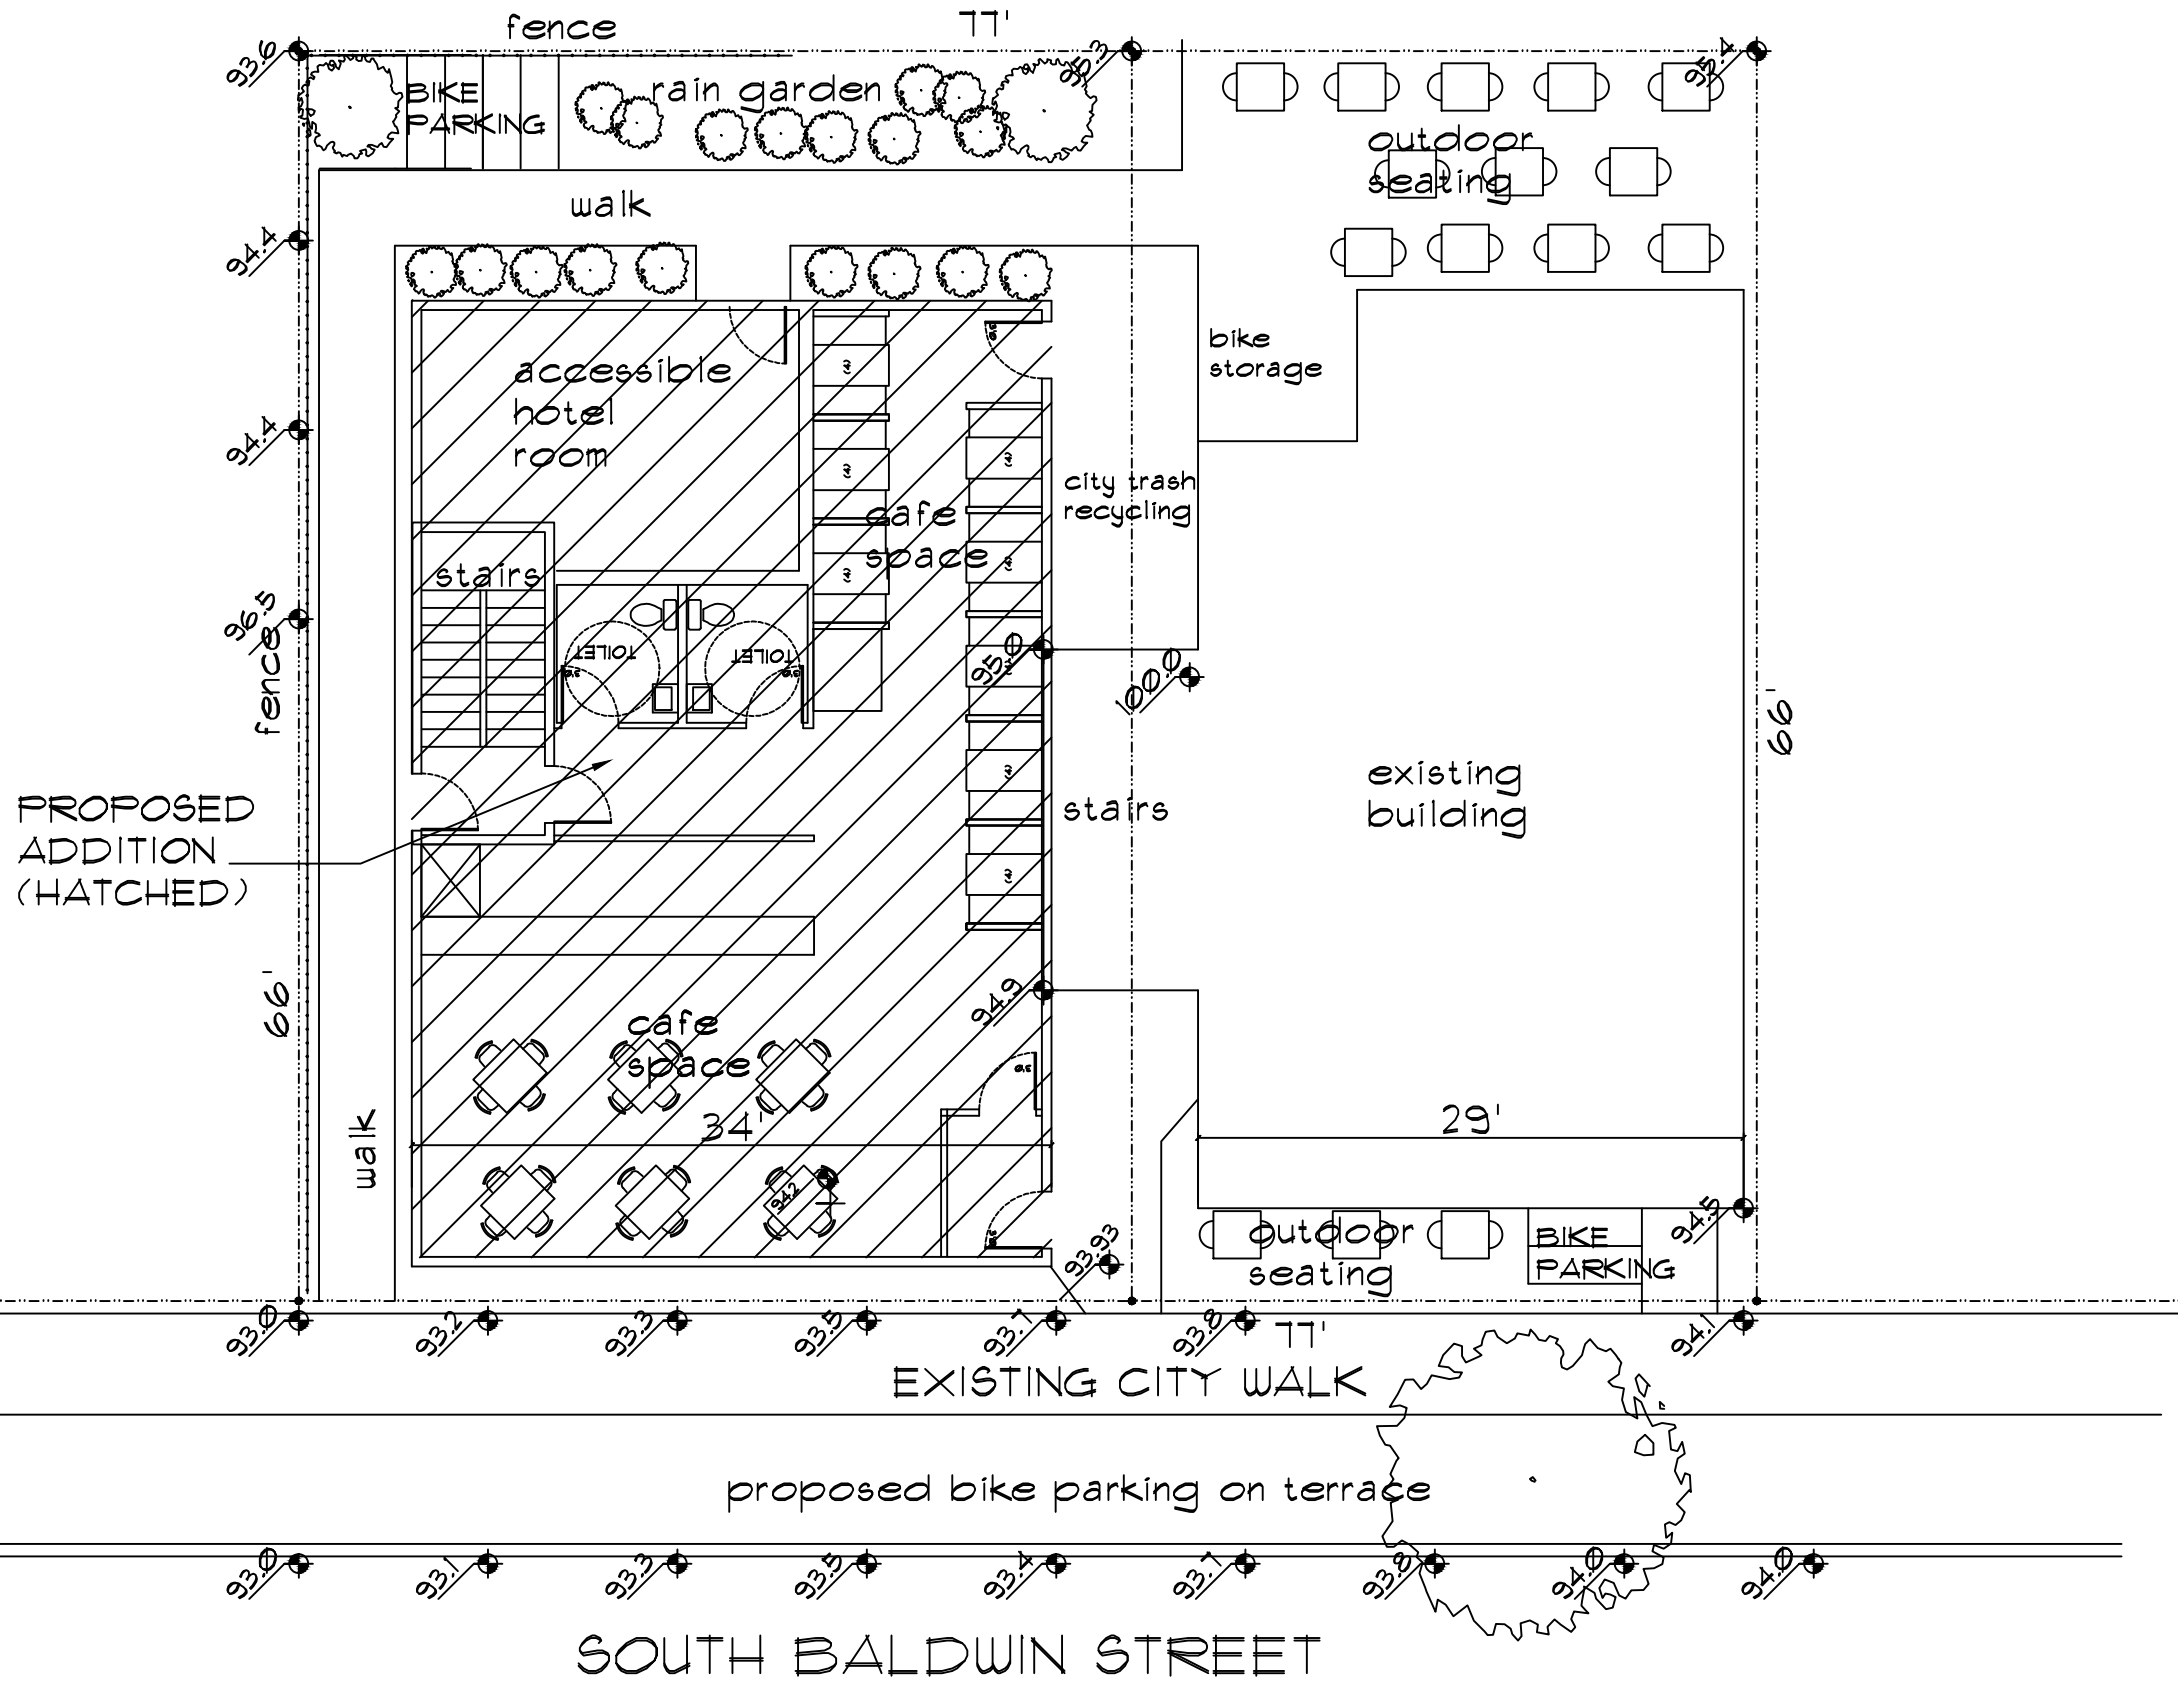 fence
77'
93.6
95.3
95.4
BIKE
PARKING
rain garden
outdoor
seating
walk
94.4
bike
storage
accessible
hotel
room
94.4
city trash
recycling
cafe
space
stairs
96.5
fence
TOILET
TOILET
95.0
100.0
66'
existing
building
stairs
PROPOSED
ADDITION
(HATCHED)
66'
94.9
cafe
space
34'
29'
walk
942
93.93
94.5
outdoor
seating
BIKE
PARKING
93.0
93.2
93.3
93.5
93.7
93.8
94.1
77'
EXISTING CITY WALK
proposed bike parking on terrace
93.0
93.1
93.3
93.5
93.4
93.7
93.8
94.0
94.0
SOUTH BALDWIN STREET